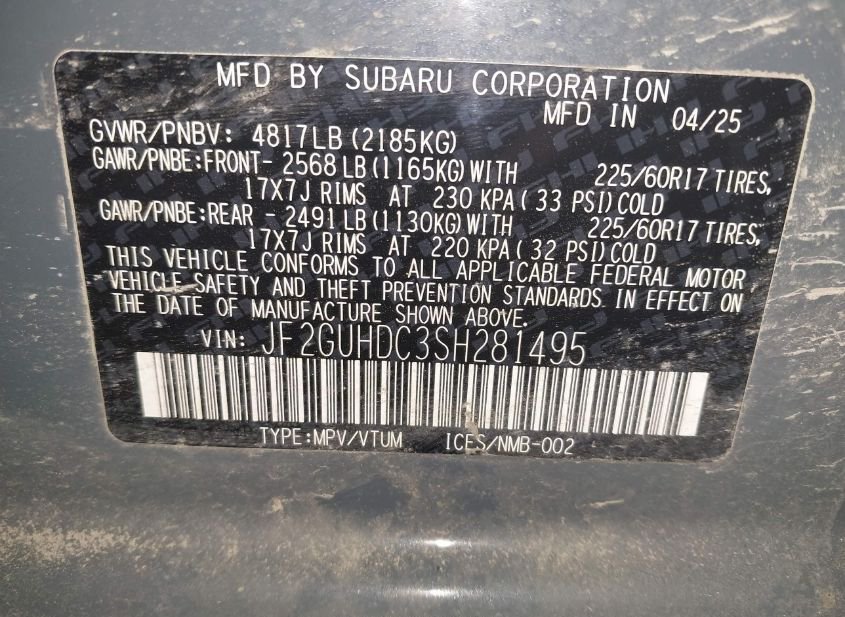 MFD BY SUBARU CORPORATION
MFD IN 04/25
GVWR/PNBV: 4817LB (2185KG)
GAWR/PNBE:FRONT- 2568 LB (1165KG) WITH 225/60R17 TIRES,
17X7J RIMS AT 230 KPA ( 33 PSI) COLD
GAWR/PNBE:REAR - 2491 LB (1130KG) WITH 225/60R17 TIRES,
17X7J RIMS AT 220 KPA ( 32 PSI) COLD
THIS VEHICLE CONFORMS TO ALL APPLICABLE FEDERAL MOTOR
VEHICLE SAFETY AND THEFT PREVENTION STANDARDS IN EFFECT ON
THE DATE OF MANUFACTURE SHOWN ABOVE.
VIN: JF2GUHDC3SH281495
TYPE:MPV/VTUM ICES/NMB-002